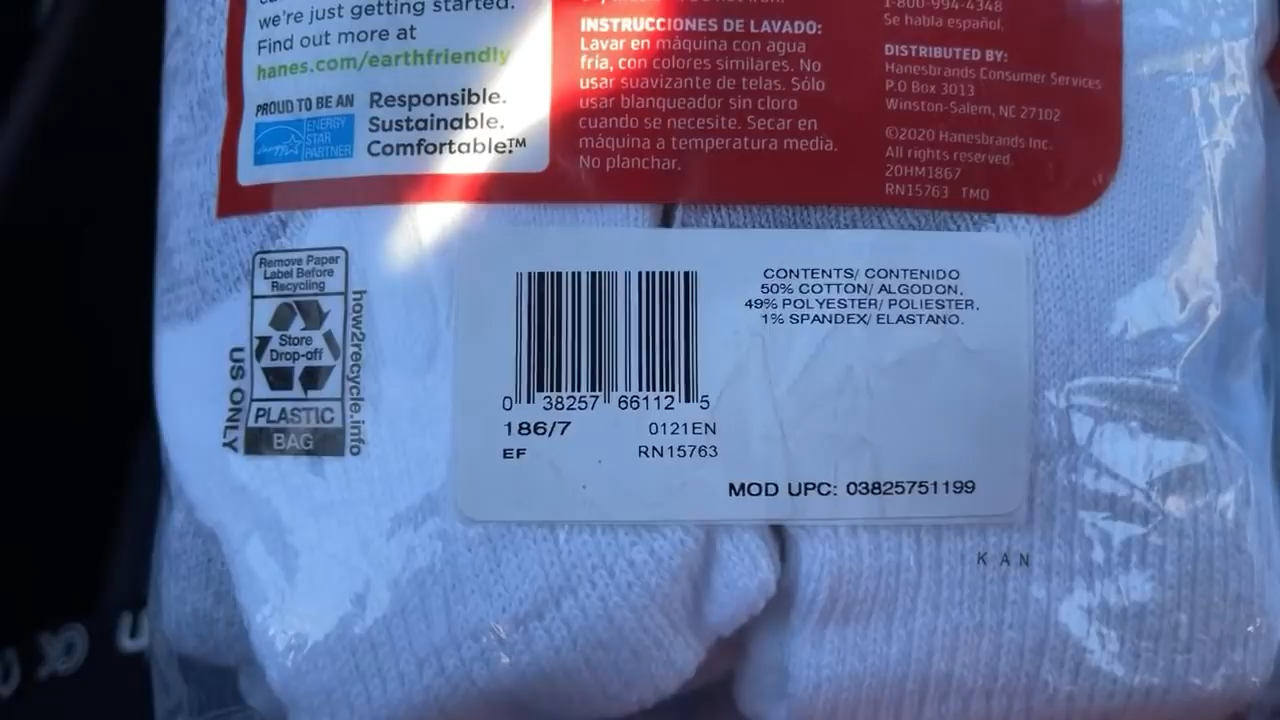 we're just getting started.
Find out more at
hanes.com/earthfriendly
PROUD TO BE AN
ENERGY
STAR
PARTNER
Responsible.
Sustainable.
Comfortable.™
INSTRUCCIONES DE LAVADO:
Lavar en máquina con agua
fría, con colores similares. No
usar suavizante de telas. Sólo
usar blanqueador sin cloro
cuando se necesite. Secar en
máquina a temperatura media.
No planchar.
1-800-994-4348
Se habla español.
DISTRIBUTED BY:
Hanesbrands Consumer Services
P.O Box 3013
Winston-Salem, NC 27102
©2020 Hanesbrands Inc.
All rights reserved.
20HM1867
RN15763 TMO
Remove Paper
Label Before
Recycling
Store
Drop-off
PLASTIC
BAG
US ONLY
how2recycle.info
0 38257 66112 5
186/7 0121EN
EF RN15763
CONTENTS/ CONTENIDO
50% COTTON/ ALGODON,
49% POLYESTER/ POLIESTER,
1% SPANDEX/ ELASTANO.
MOD UPC: 03825751199
KAN